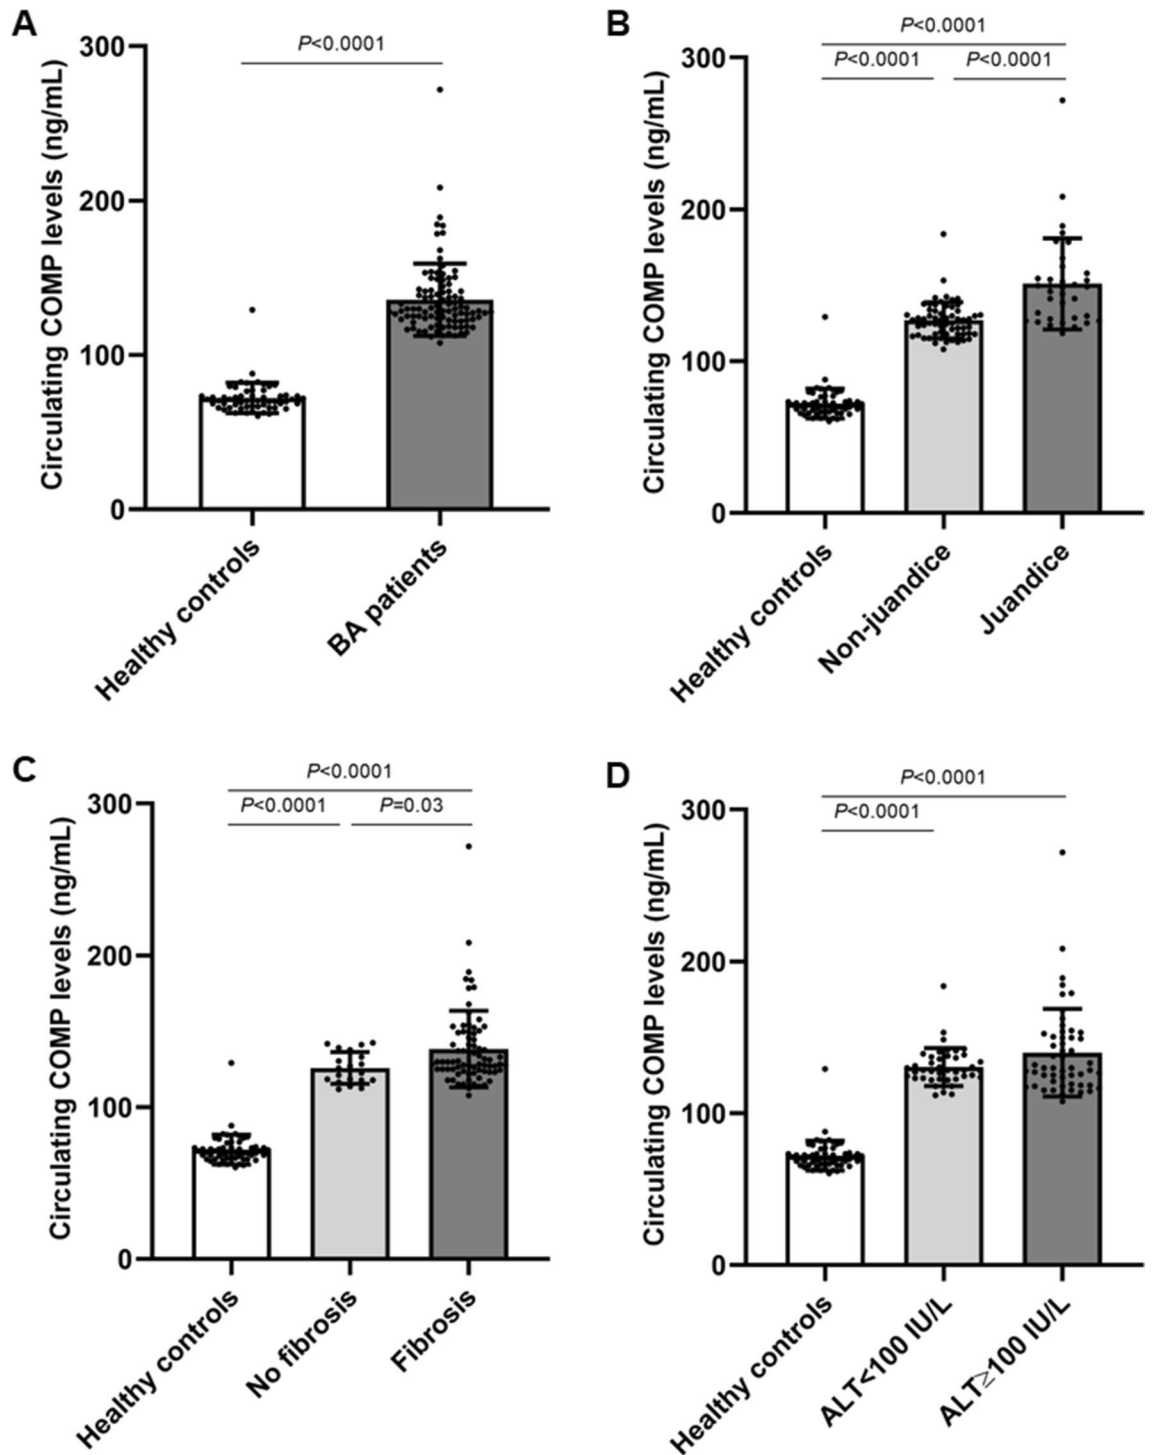 A
P<0.0001
Circulating COMP levels (ng/mL)
300
200
100
0
Healthy controls
BA patients
B
P<0.0001
P<0.0001
P<0.0001
Circulating COMP levels (ng/mL)
300
200
100
0
Healthy controls
Non-juandice
Juandice
C
P<0.0001
P<0.0001
P=0.03
Circulating COMP levels (ng/mL)
300
200
100
0
Healthy controls
No fibrosis
Fibrosis
D
P<0.0001
P<0.0001
Circulating COMP levels (ng/mL)
300
200
100
0
Healthy controls
ALT<100 IU/L
ALT≥100 IU/L